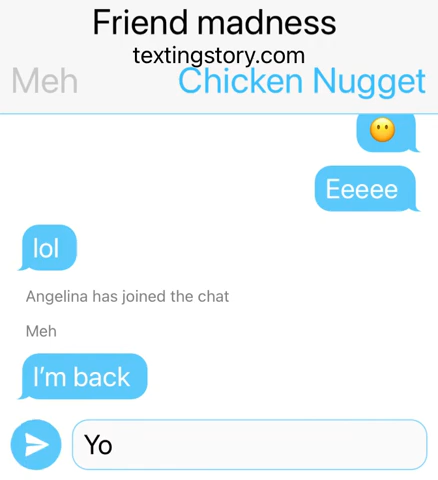 Friend madness
textingstory.com
Meh Chicken Nugget
😶
Eeeee
lol
Angelina has joined the chat
Meh
I’m back
Yo